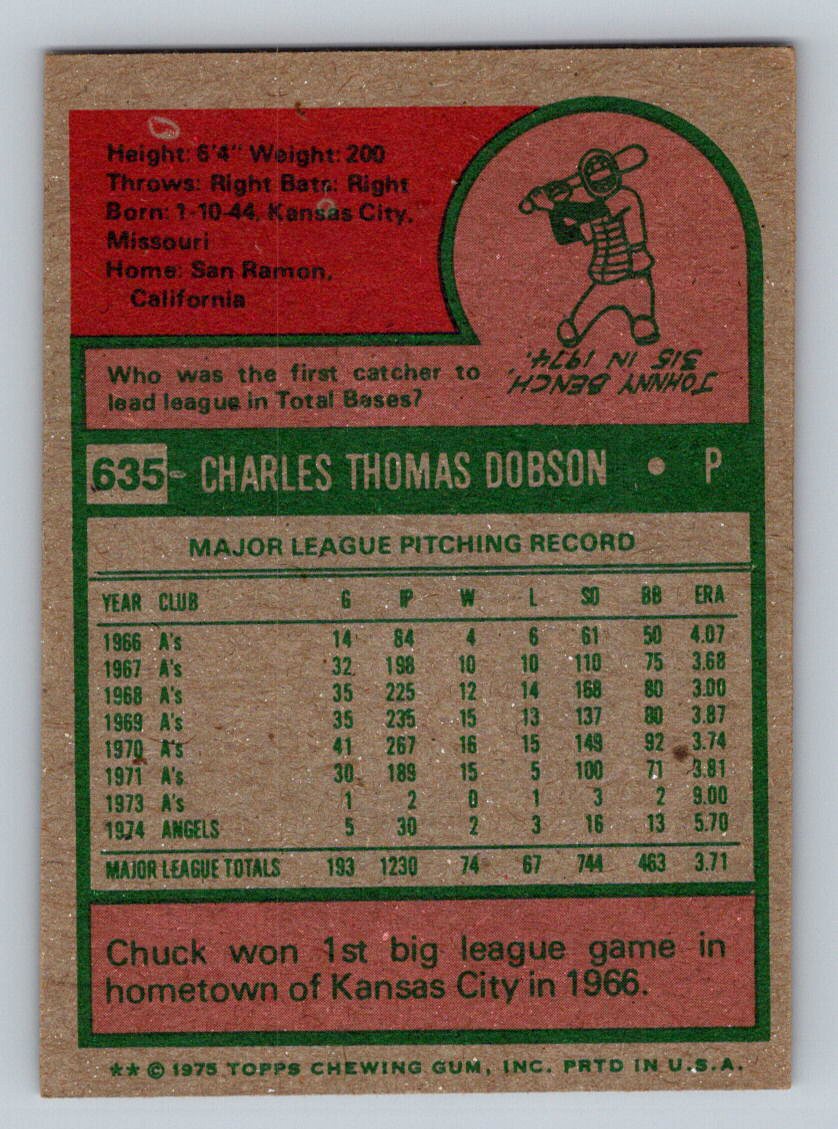 Height: 6'4" Weight: 200
Throws: Right Bats: Right
Born: 1-10-44, Kansas City,
Missouri
Home: San Ramon,
California
Who was the first catcher to
lead league in Total Bases?
JOHNNY BENCH,
315 IN 1974.
635- CHARLES THOMAS DOBSON • P
MAJOR LEAGUE PITCHING RECORD
YEAR CLUB G IP W L SO BB ERA
1966 A's 14 84 4 6 61 50 4.07
1967 A's 32 198 10 10 110 75 3.68
1968 A's 35 225 12 14 168 80 3.00
1969 A's 35 235 15 13 137 80 3.87
1970 A's 41 267 16 15 149 92 3.74
1971 A's 30 189 15 5 100 71 3.81
1973 A's 1 2 0 1 3 2 9.00
1974 ANGELS 5 30 2 3 16 13 5.70
MAJOR LEAGUE TOTALS 193 1230 74 67 744 463 3.71
Chuck won 1st big league game in
hometown of Kansas City in 1966.
** © 1975 TOPPS CHEWING GUM, INC. PRTD IN U.S.A.